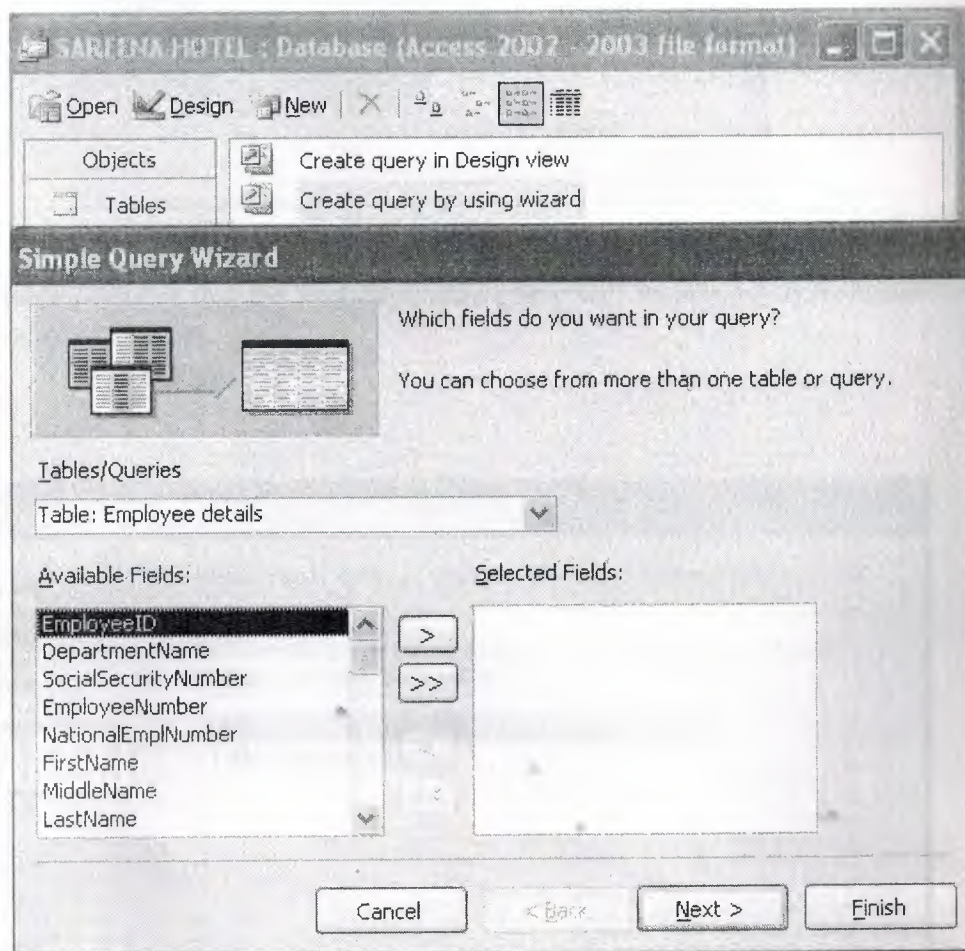 SAREENA HOTEL : Database (Access 2002 - 2003 file format)
Open Design New
Objects
Create query in Design view
Tables
Create query by using wizard
Simple Query Wizard
Which fields do you want in your query?
You can choose from more than one table or query.
Tables/Queries
Table: Employee details
Available Fields:
Selected Fields:
EmployeeID
DepartmentName
SocialSecurityNumber
EmployeeNumber
NationalEmplNumber
FirstName
MiddleName
LastName
>
>>
Cancel
< Back
Next >
Finish